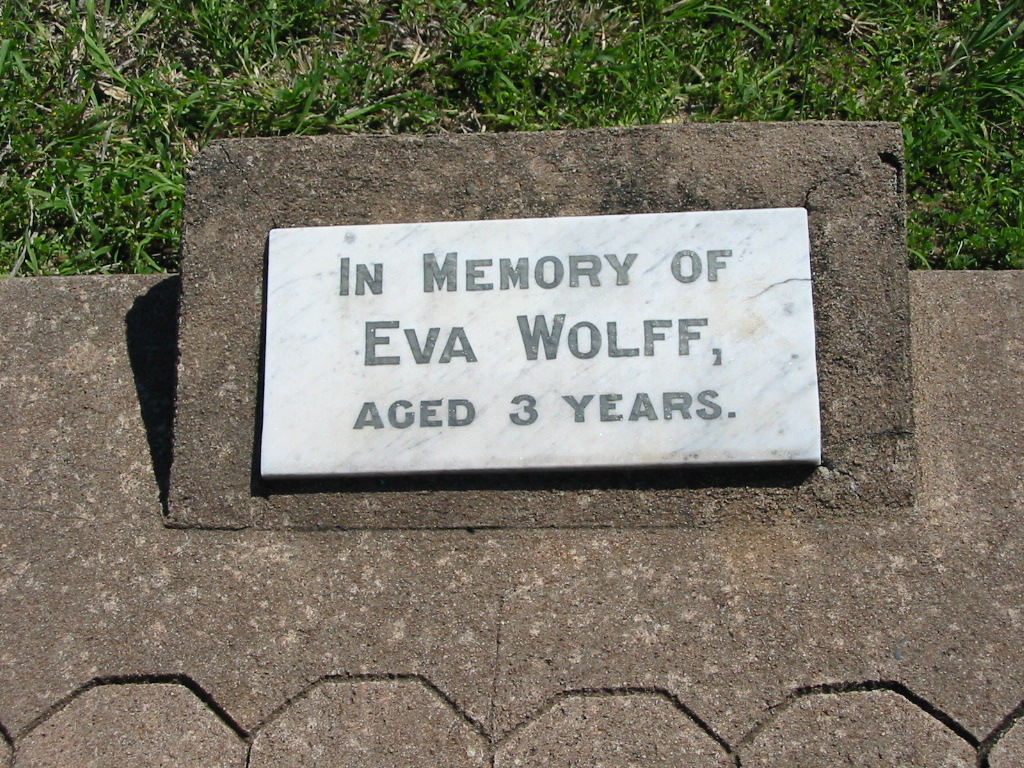 In Memory of
Eva Wolff,
aged 3 years.